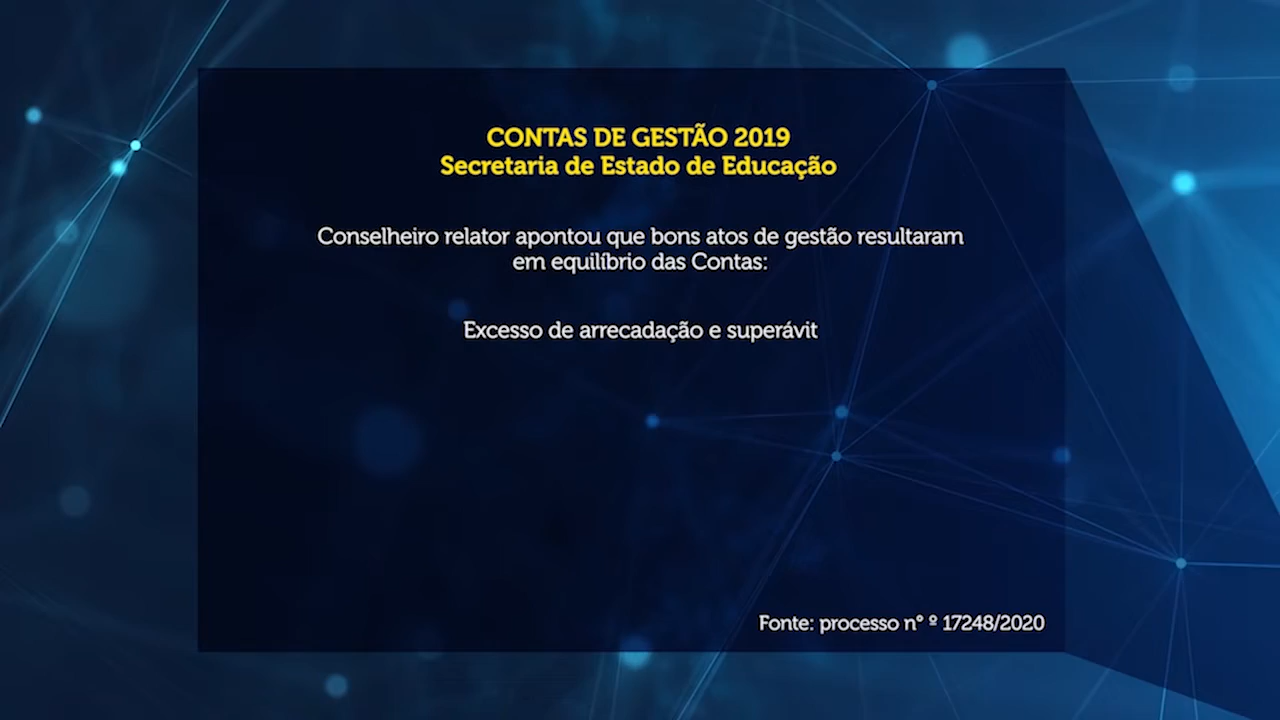 CONTAS DE GESTÃO 2019
Secretaria de Estado de Educação
Conselheiro relator apontou que bons atos de gestão resultaram
em equilíbrio das Contas:
Excesso de arrecadação e superávit
Fonte: processo n° º 17248/2020